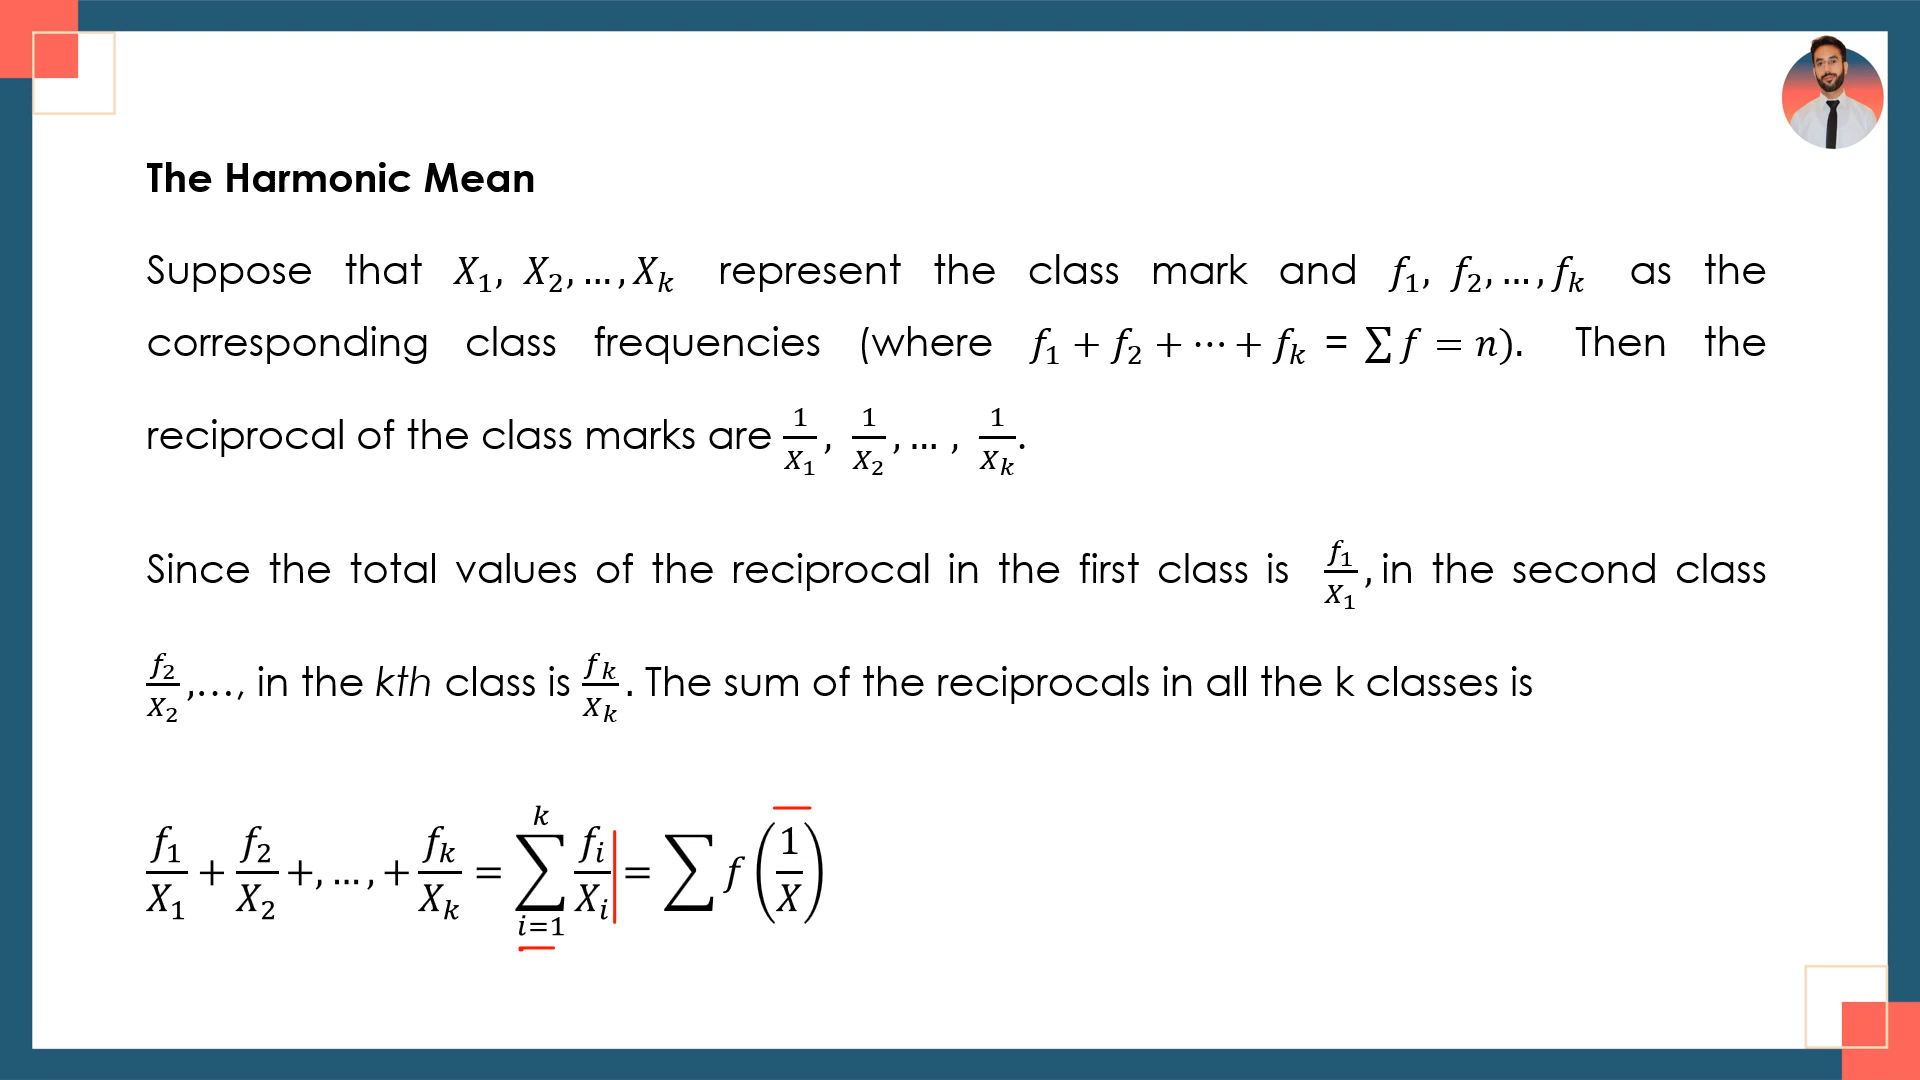 The Harmonic Mean
Suppose that X₁, X₂, … , Xₖ represent the class mark and f₁, f₂, … , fₖ as the
corresponding class frequencies (where f₁ + f₂ + ⋯ + fₖ = ∑ f = n). Then the
reciprocal of the class marks are 1/X₁ , 1/X₂ , … , 1/Xₖ.
Since the total values of the reciprocal in the first class is f₁/X₁ , in the second class
f₂/X₂ ,…, in the kth class is fₖ/Xₖ . The sum of the reciprocals in all the k classes is
f₁/X₁ + f₂/X₂ +, … , + fₖ/Xₖ = ∑_{i=1}^{k} fᵢ/Xᵢ = ∑ f (1/X)